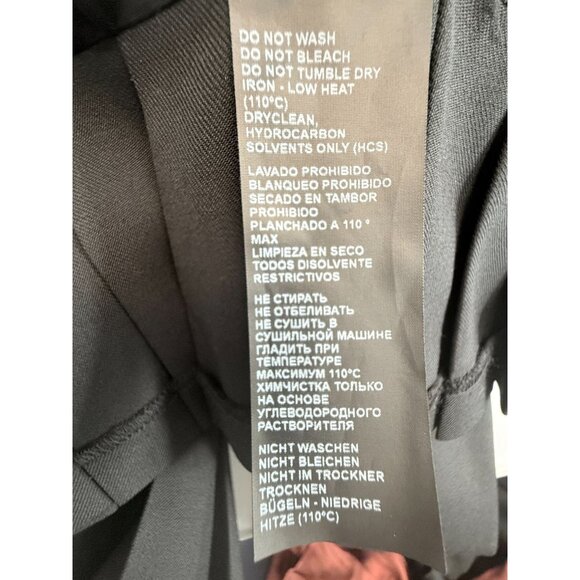 DO NOT WASH
DO NOT BLEACH
DO NOT TUMBLE DRY
IRON - LOW HEAT
(110°C)
DRYCLEAN,
HYDROCARBON
SOLVENTS ONLY (HCS)
LAVADO PROHIBIDO
BLANQUEO PROHIBIDO
SECADO EN TAMBOR
PROHIBIDO
PLANCHADO A 110 °
MAX
LIMPIEZA EN SECO
TODOS DISOLVENTE
RESTRICTIVOS
НЕ СТИРАТЬ
НЕ ОТБЕЛИВАТЬ
НЕ СУШИТЬ В
СУШИЛЬНОЙ МАШИНЕ
ГЛАДИТЬ ПРИ
ТЕМПЕРАТУРЕ
МАКСИМУМ 110°C
ХИМЧИСТКА ТОЛЬКО
НА ОСНОВЕ
УГЛЕВОДОРОДНОГО
РАСТВОРИТЕЛЯ
NICHT WASCHEN
NICHT BLEICHEN
NICHT IM TROCKNER
TROCKNEN
BÜGELN - NIEDRIGE
HITZE (110°C)